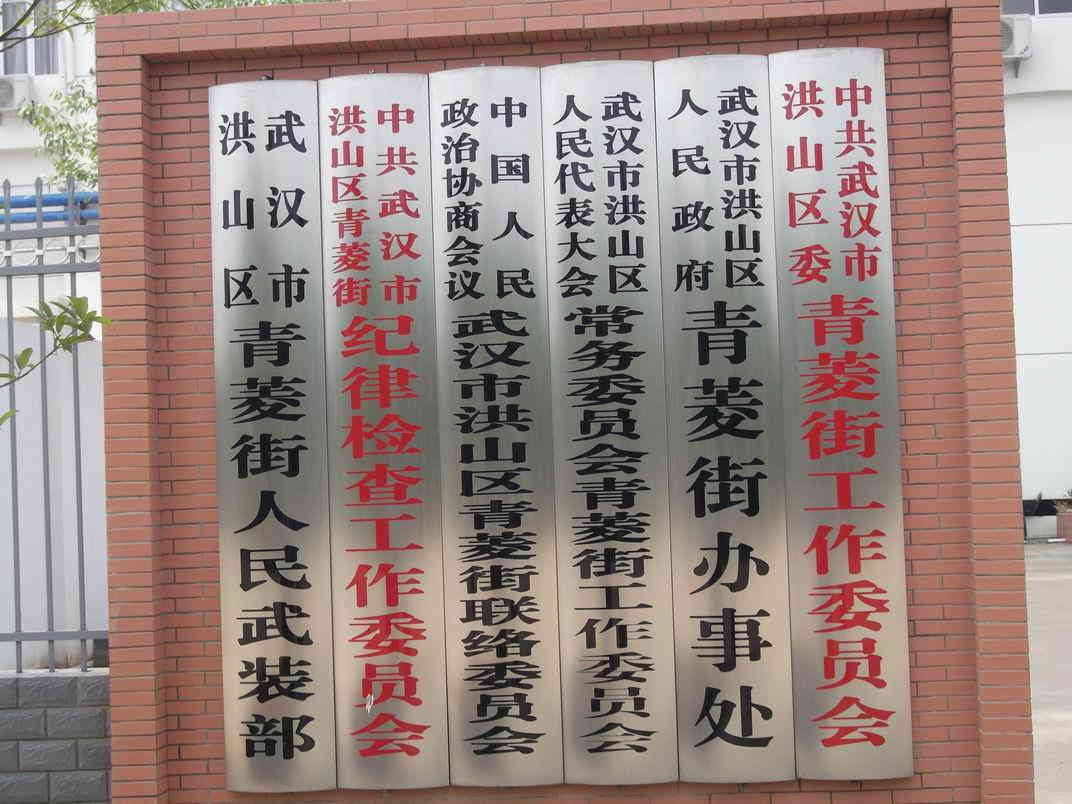 中共武汉市
洪山区委
青菱街工作委员会
武汉市洪山区
人民政府
青菱街办事处
武汉市洪山区
人民代表大会
常务委员会青菱街工作委员会
中国人民
政治协商会议
武汉市洪山区青菱街联络委员会
中共武汉市
洪山区青菱街
纪律检查工作委员会
武汉市
洪山区
青菱街人民武装部